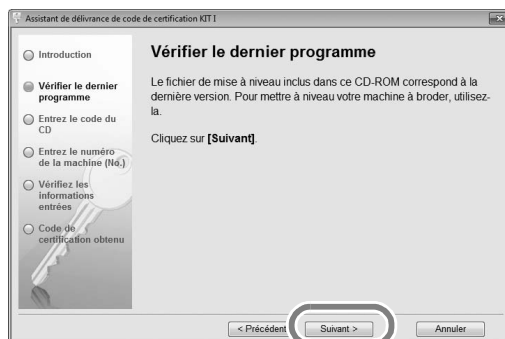 Assistant de délivrance de code de certification KIT I
Introduction
Vérifier le dernier
programme
Entrez le code du
CD
Entrez le numéro
de la machine (No.)
Vérifiez les
informations
entrées
Code de
certification obtenu
Vérifier le dernier programme
Le fichier de mise à niveau inclus dans ce CD-ROM correspond à la
dernière version. Pour mettre à niveau votre machine à broder, utilisez-
la.
Cliquez sur [Suivant].
< Précédent
Suivant >
Annuler